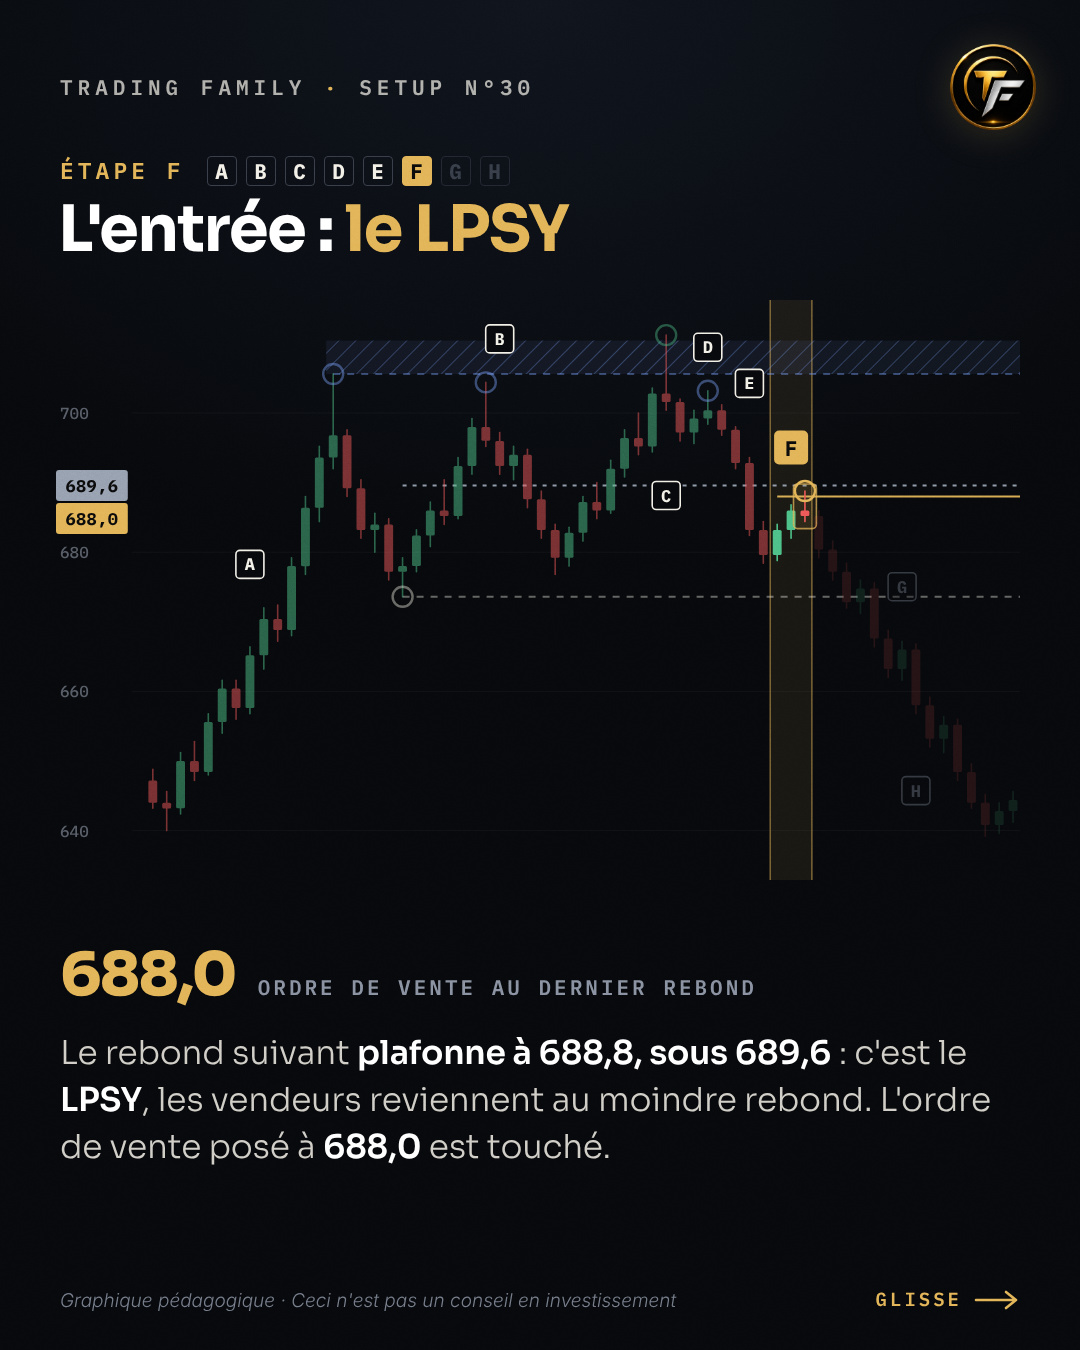 TRADING FAMILY · SETUP N°30
TF
ÉTAPE F A B C D E F G H
L'entrée : le LPSY
B
D
E
700
F
689,6
C
688,0
680
A
G
660
H
640
688,0 ORDRE DE VENTE AU DERNIER REBOND
Le rebond suivant plafonne à 688,8, sous 689,6 : c'est le
LPSY, les vendeurs reviennent au moindre rebond. L'ordre
de vente posé à 688,0 est touché.
Graphique pédagogique · Ceci n'est pas un conseil en investissement
GLISSE →